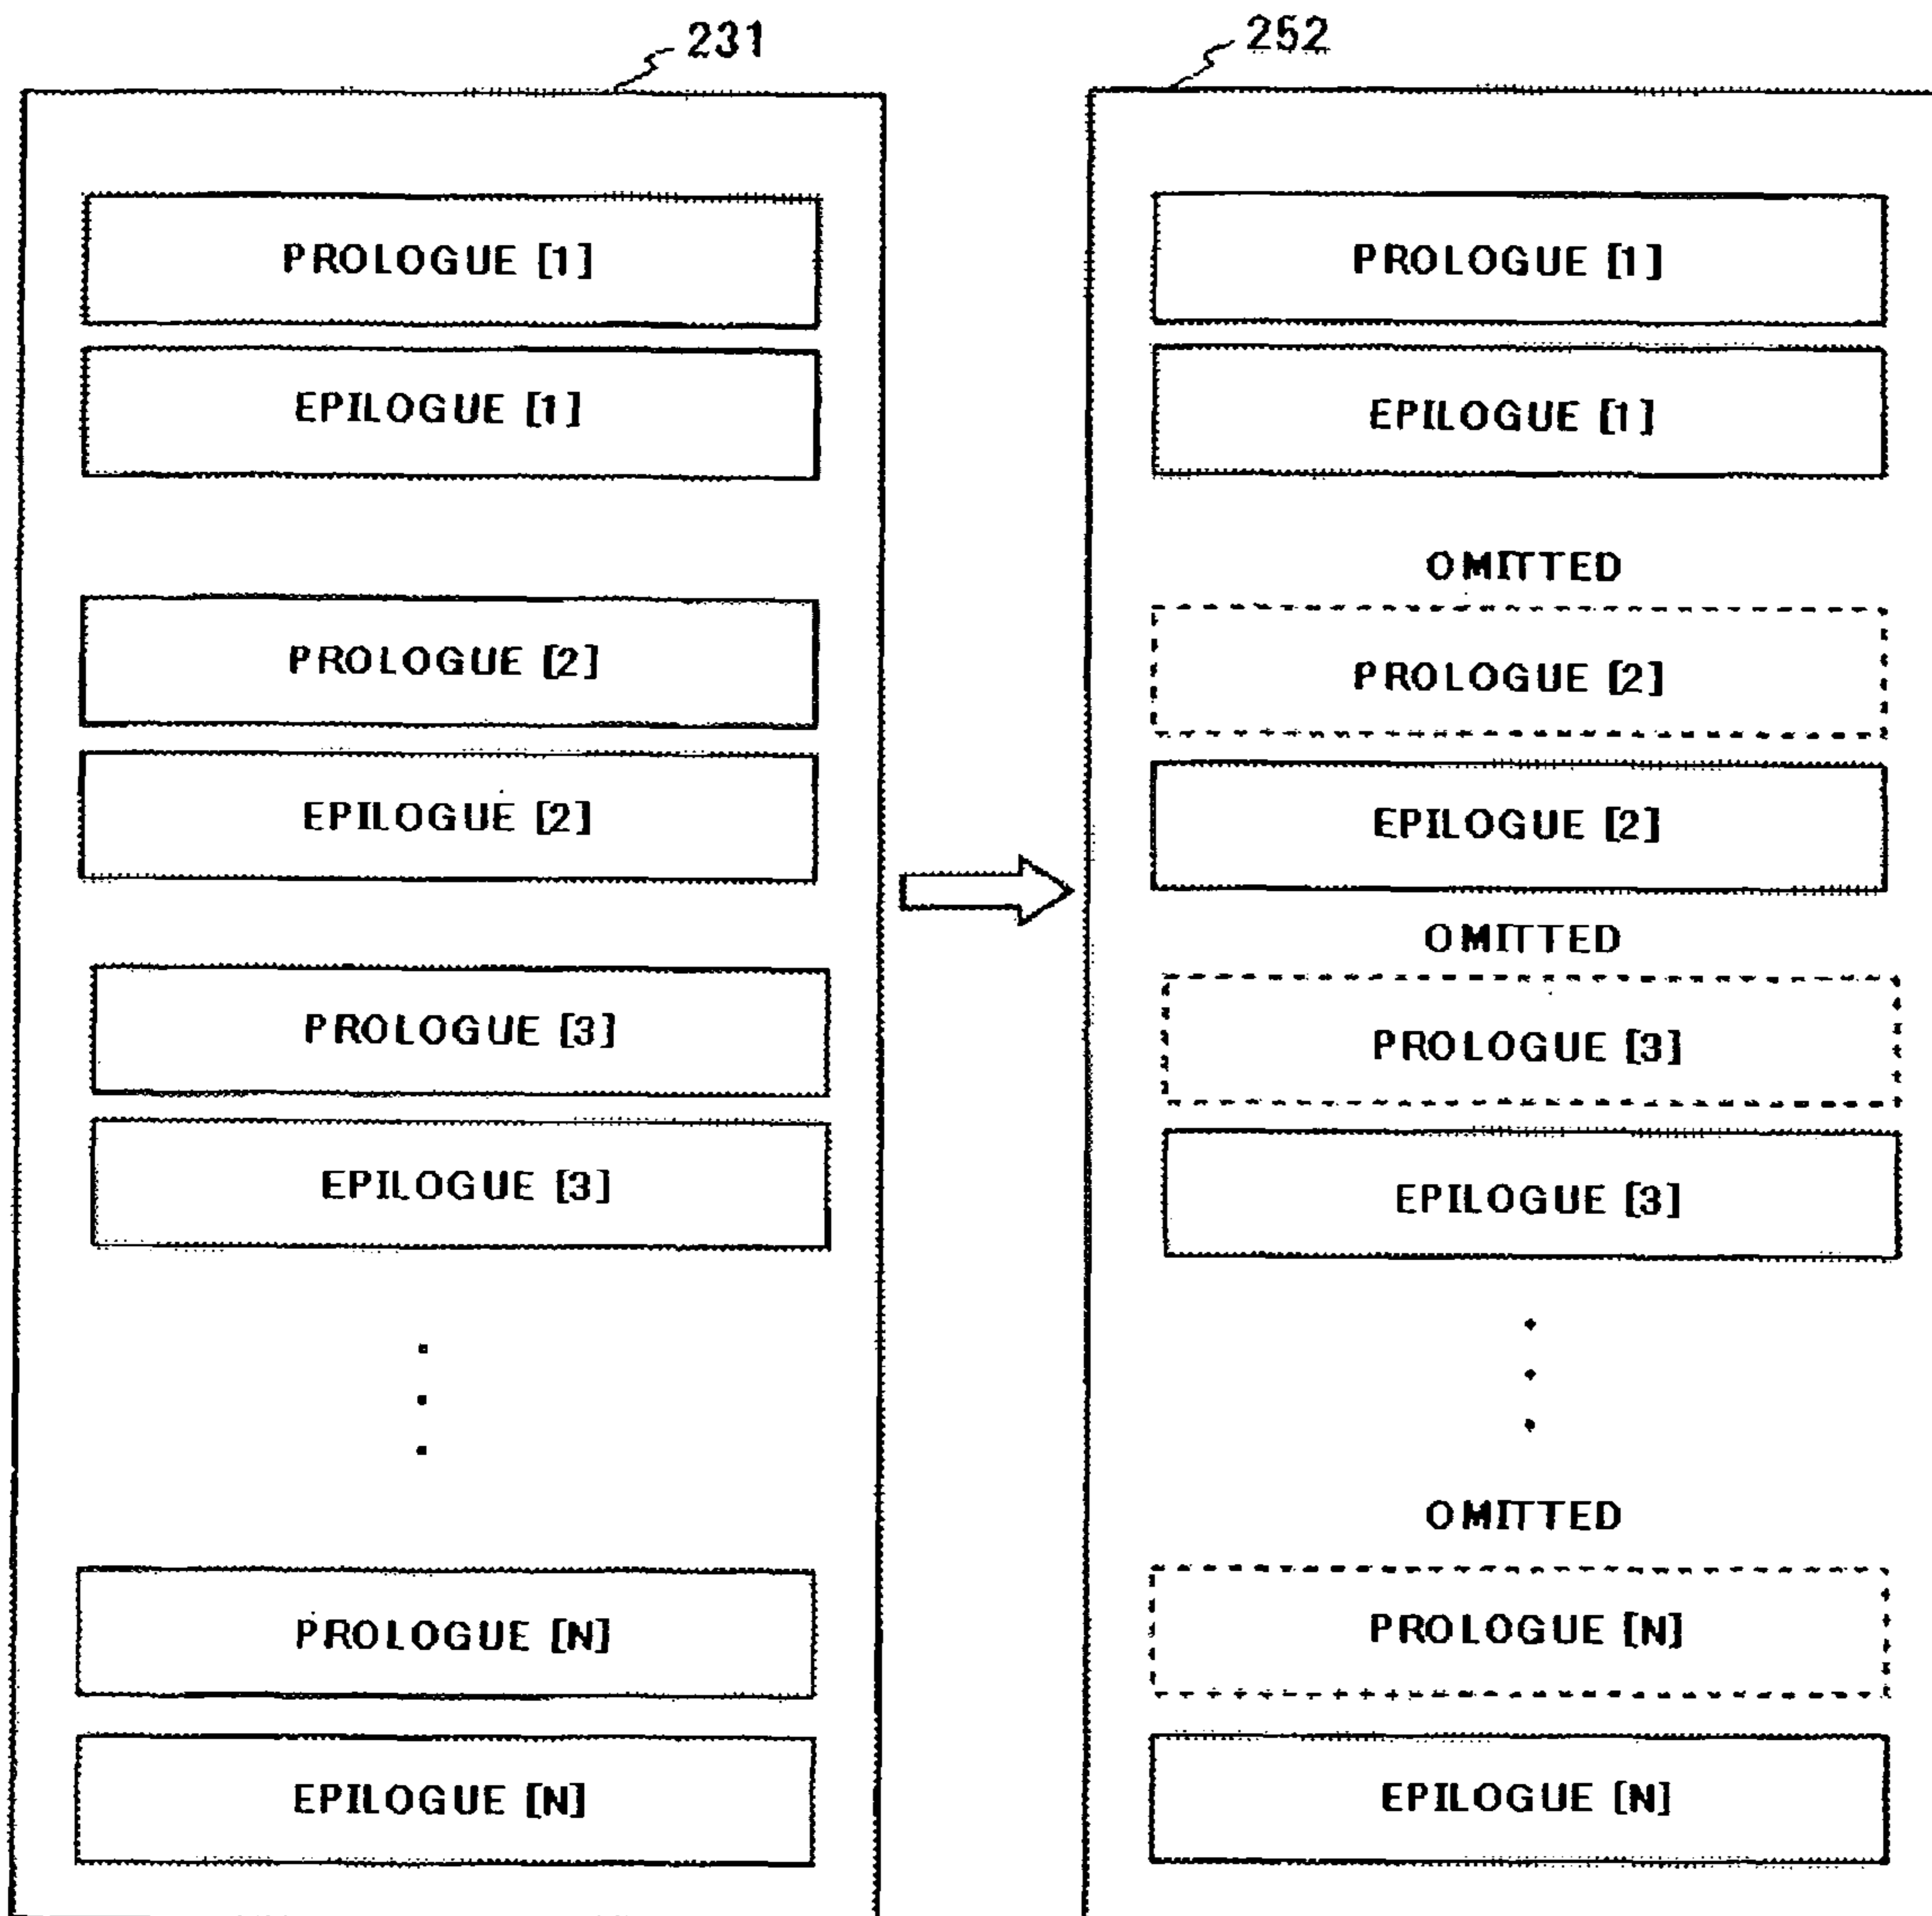 231
PROLOGUE [1]
EPILOGUE [1]
PROLOGUE [2]
EPILOGUE [2]
PROLOGUE [3]
EPILOGUE [3]
PROLOGUE [N]
EPILOGUE [N]
252
PROLOGUE [1]
EPILOGUE [1]
OMITTED
PROLOGUE [2]
EPILOGUE [2]
OMITTED
PROLOGUE [3]
EPILOGUE [3]
OMITTED
PROLOGUE [N]
EPILOGUE [N]